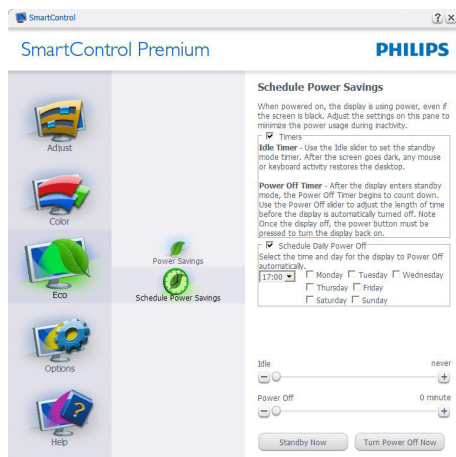 SmartControl
SmartControl Premium
PHILIPS
Adjust
Color
Eco
Options
Help
Power Savings
Schedule Power Savings
Schedule Power Savings
When powered on, the display is using power, even if
the screen is black. Adjust the settings on this pane to
minimize the power usage during inactivity.
Timers
Idle Timer - Use the Idle slider to set the standby
mode timer. After the screen goes dark, any mouse
or keyboard activity restores the desktop.
Power Off Timer - After the display enters standby
mode, the Power Off Timer begins to count down.
Use the Power Off slider to adjust the length of time
before the display is automatically turned off. Note
Once the display off, the power button must be
pressed to turn the display back on.
Schedule Daily Power Off
Select the time and day for the display to Power Off
automatically.
17:00 Monday Tuesday Wednesday
Thursday Friday
Saturday Sunday
Idle never
Power Off 0 minute
Standby Now Turn Power Off Now